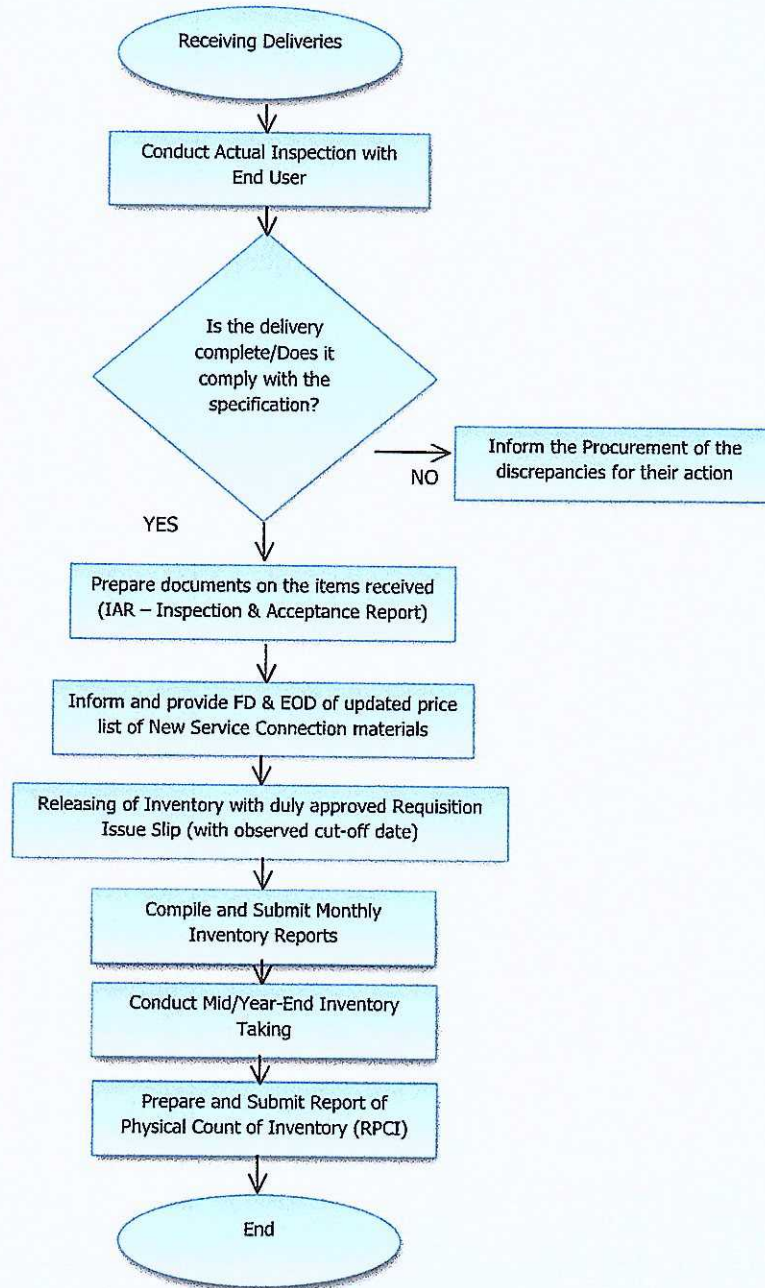 Receiving Deliveries
Conduct Actual Inspection with
End User
Is the delivery
complete/Does it
comply with the
specification?
Inform the Procurement of the
discrepancies for their action
NO
YES
Prepare documents on the items received
(IAR – Inspection & Acceptance Report)
Inform and provide FD & EOD of updated price
list of New Service Connection materials
Releasing of Inventory with duly approved Requisition
Issue Slip (with observed cut-off date)
Compile and Submit Monthly
Inventory Reports
Conduct Mid/Year-End Inventory
Taking
Prepare and Submit Report of
Physical Count of Inventory (RPCI)
End